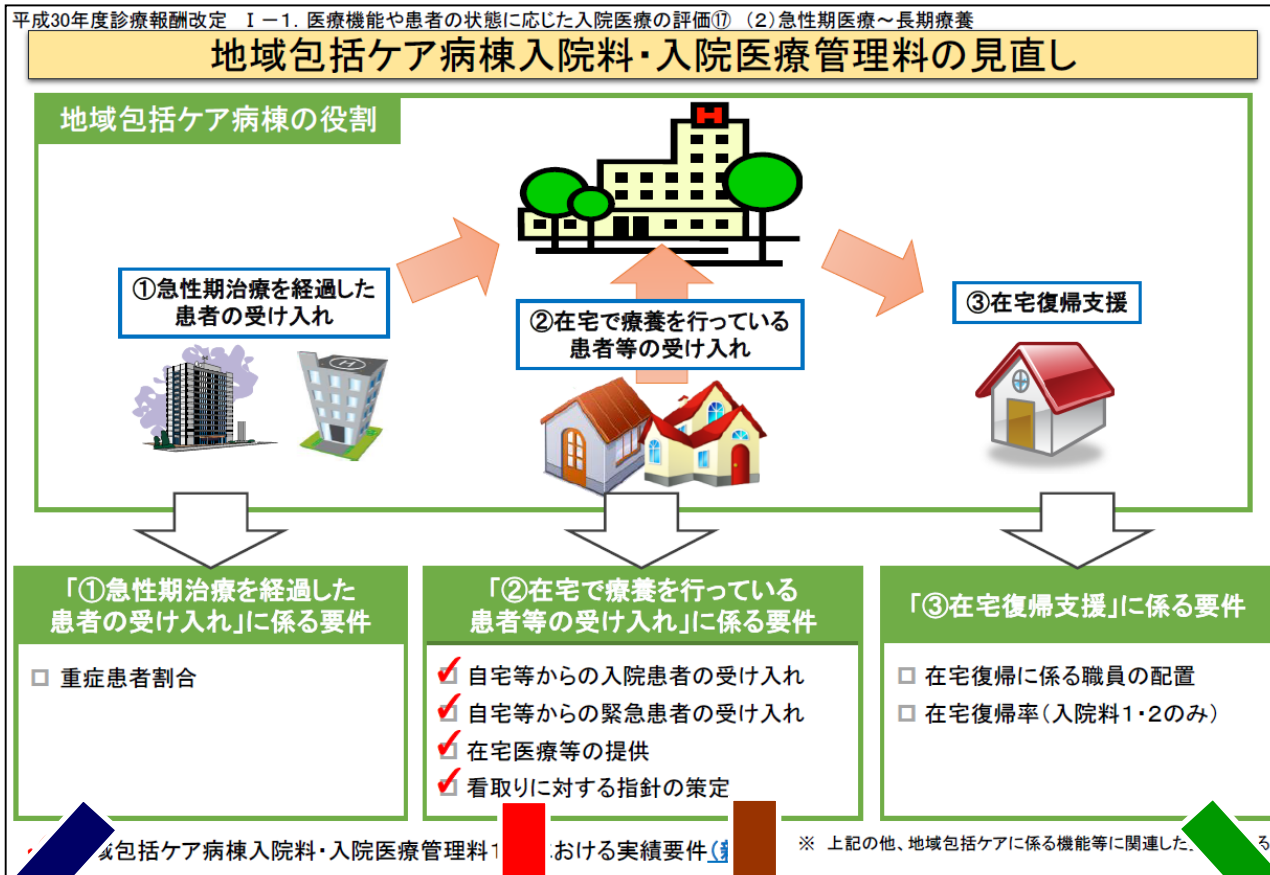 平成30年度診療報酬改定　Ⅰ－1. 医療機能や患者の状態に応じた入院医療の評価⑰　（2）急性期医療～長期療養
地域包括ケア病棟入院料・入院医療管理料の見直し
地域包括ケア病棟の役割
H
①急性期治療を経過した
患者の受け入れ
②在宅で療養を行っている
患者等の受け入れ
③在宅復帰支援
「①急性期治療を経過した
患者の受け入れ」に係る要件
□ 重症患者割合
「②在宅で療養を行っている
患者等の受け入れ」に係る要件
自宅等からの入院患者の受け入れ
自宅等からの緊急患者の受け入れ
在宅医療等の提供
看取りに対する指針の策定
「③在宅復帰支援」に係る要件
□ 在宅復帰に係る職員の配置
□ 在宅復帰率（入院料1・2のみ）
域包括ケア病棟入院料・入院医療管理料1 おける実績要件（新
※ 上記の他、地域包括ケアに係る機能等に関連した る